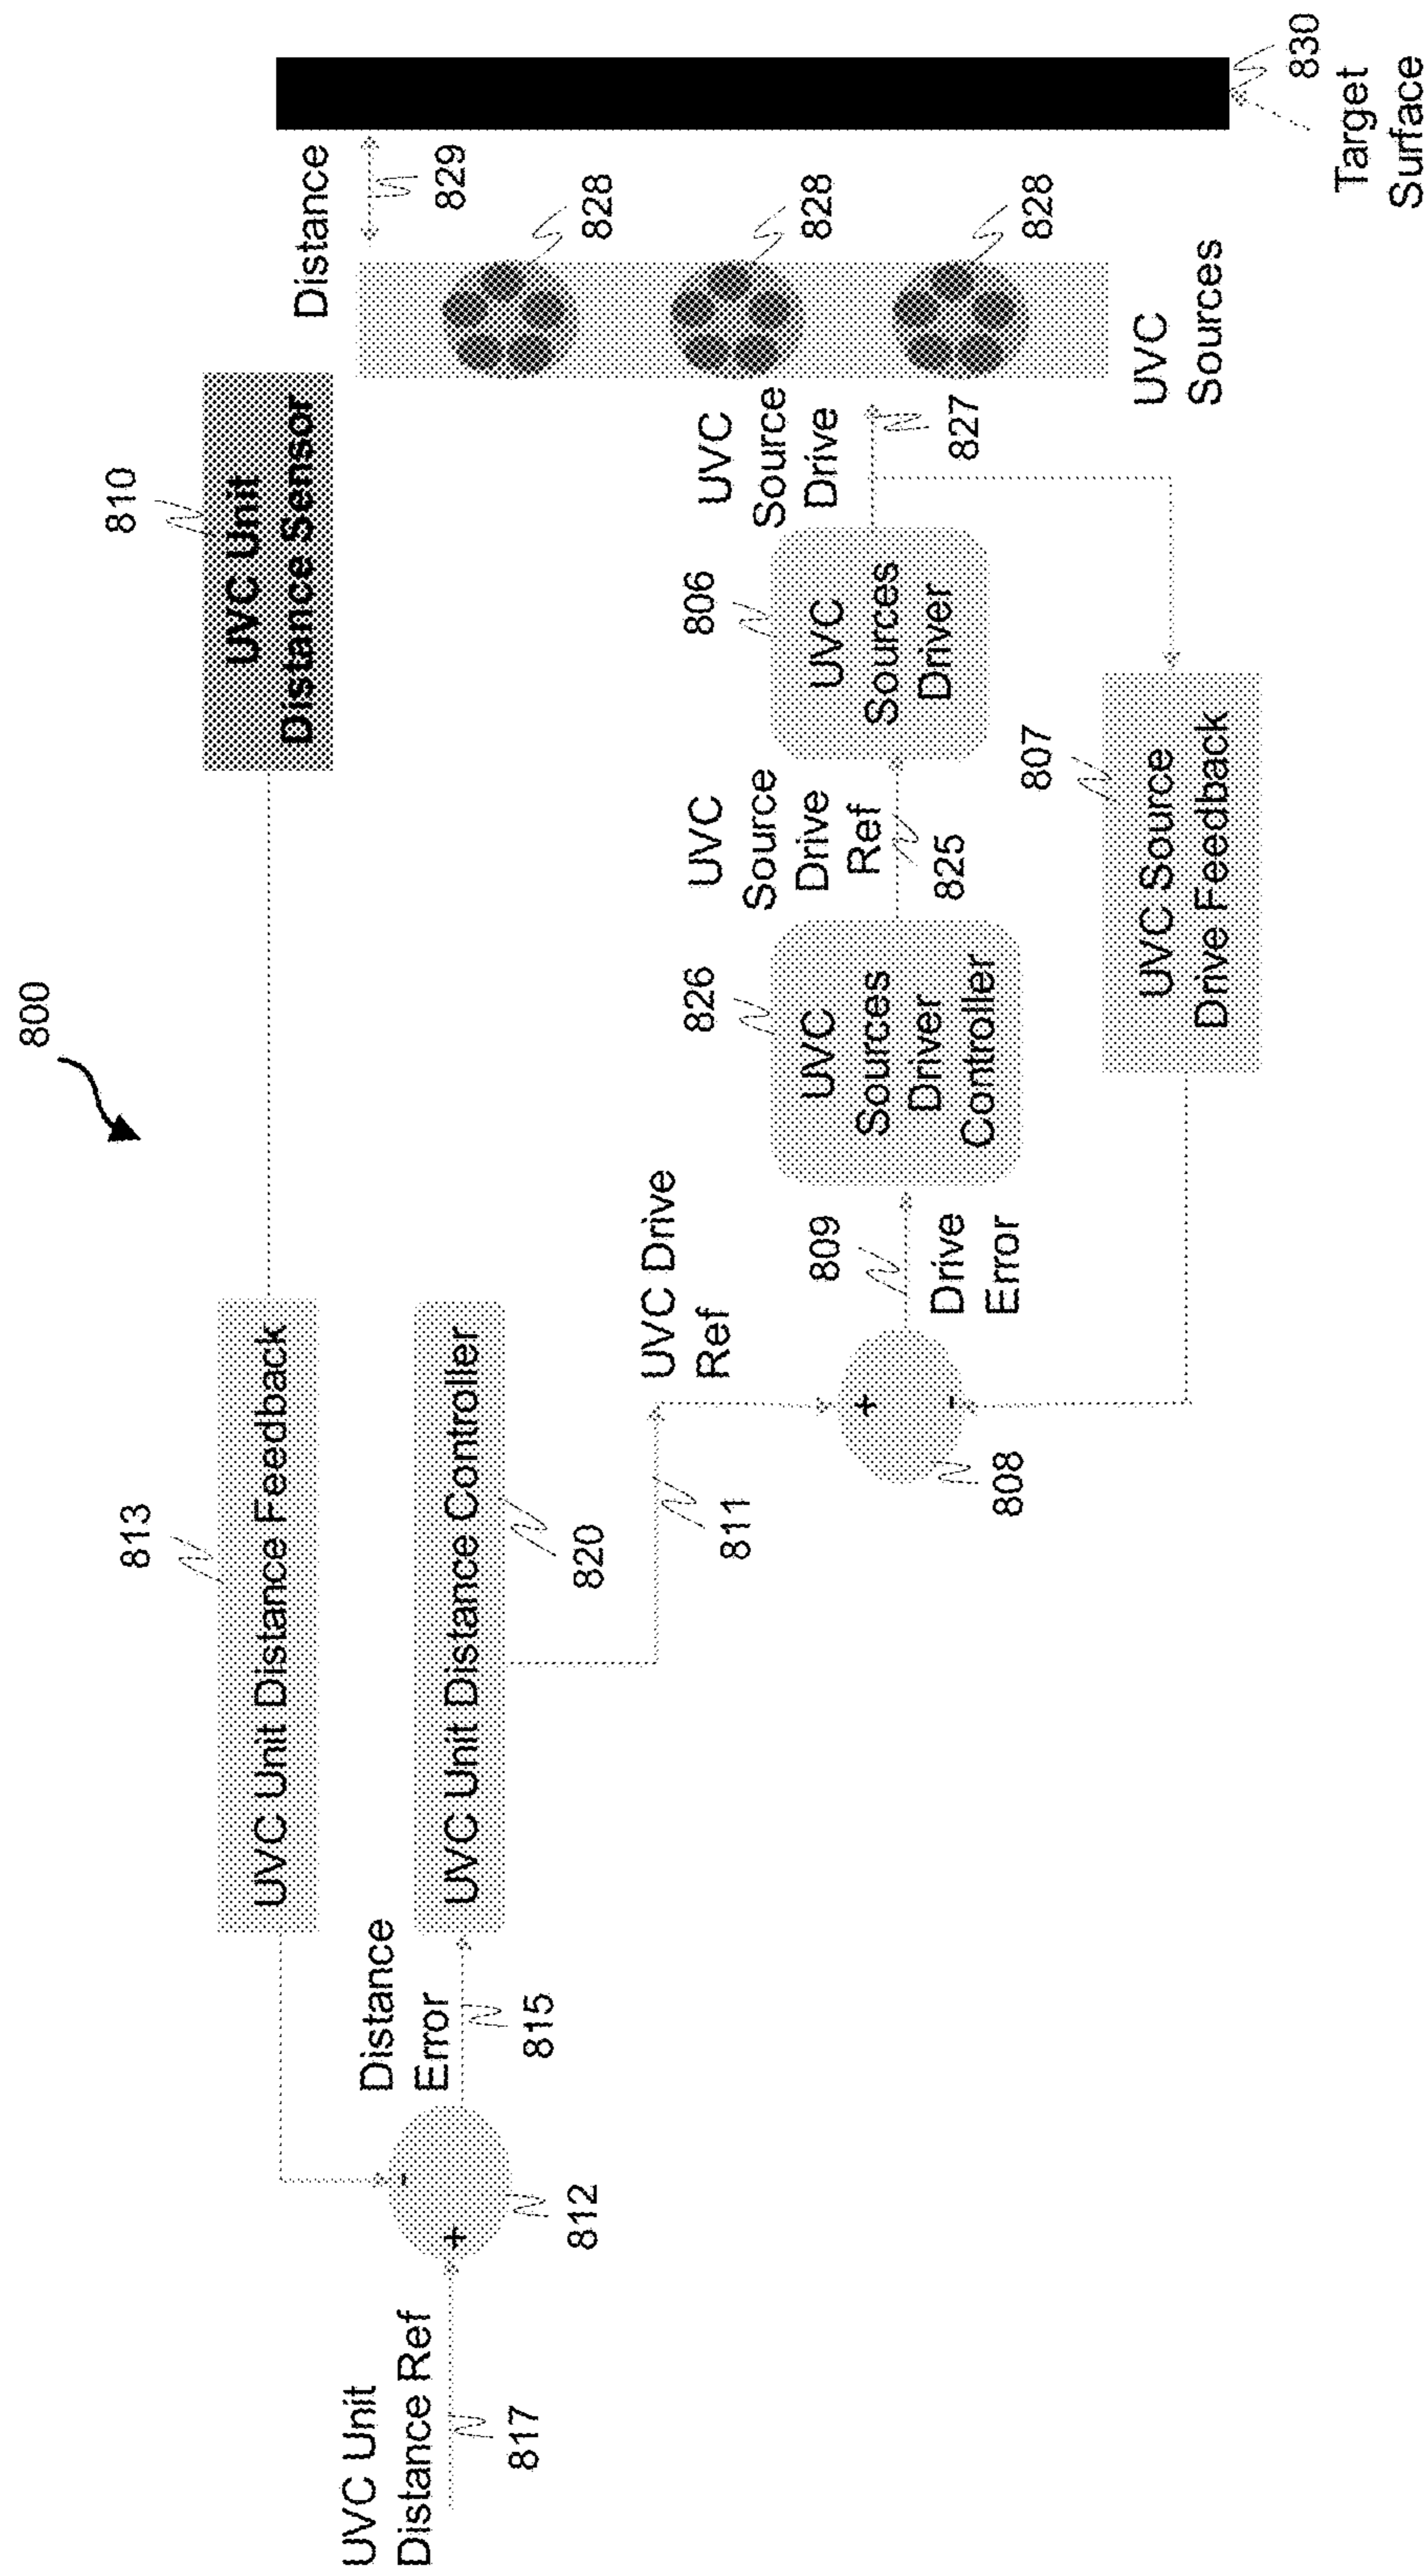 800
810
UVC Unit
Distance Sensor
813
UVC Unit Distance Feedback
Distance
829
830
Target
Surface
UVC Unit
Distance Ref
817
+
-
812
Distance
Error
815
UVC Unit Distance Controller
820
811
UVC Drive
Ref
+
-
808
809
Drive
Error
826
UVC
Sources
Driver
Controller
UVC
Source
Drive
Ref
825
806
UVC
Sources
Driver
UVC
Source
Drive
827
828
828
828
UVC
Sources
807
UVC Source
Drive Feedback